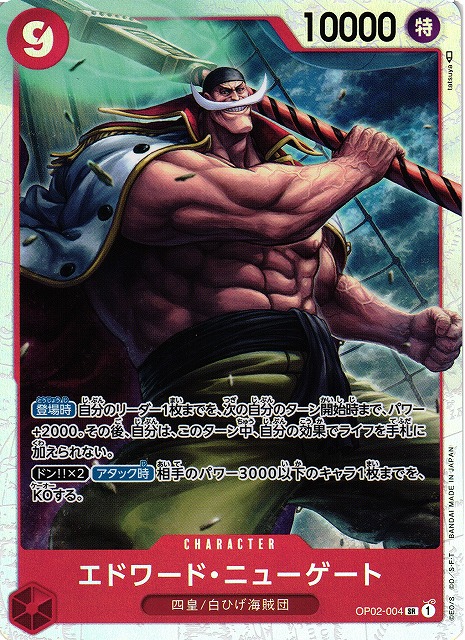 9
10000
特
tatsuya
登場時 自分のリーダー1枚までを、次の自分のターン開始時まで、パワー
+2000。その後、自分は、このターン中、自分の効果でライフを手札に
加えられない。
ドン!!×2 アタック時 相手のパワー3000以下のキャラ1枚までを、
KOする。
CHARACTER
エドワード・ニューゲート
四皇/白ひげ海賊団
OP02-004 SR 1
©E.O/S ©O/S・F・T BANDAI MADE IN JAPAN